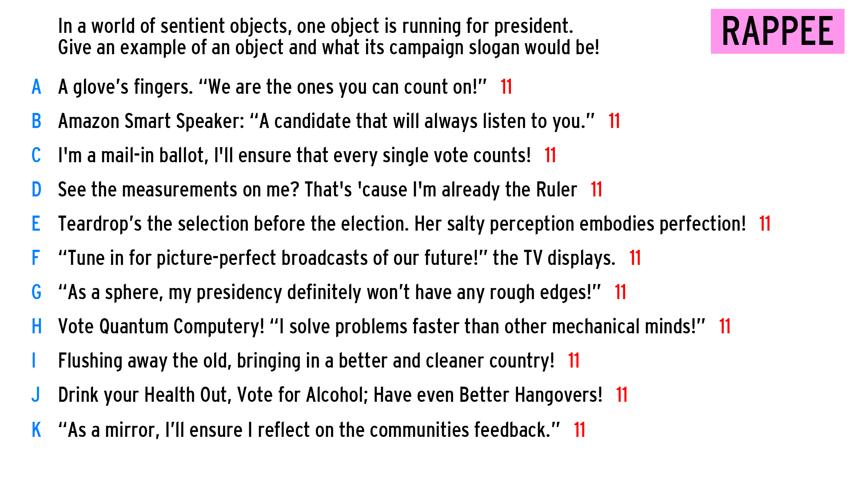 In a world of sentient objects, one object is running for president.
Give an example of an object and what its campaign slogan would be!
RAPPEE
A A glove's fingers. “We are the ones you can count on!” 11
B Amazon Smart Speaker: “A candidate that will always listen to you.” 11
C I'm a mail-in ballot, I'll ensure that every single vote counts! 11
D See the measurements on me? That's 'cause I'm already the Ruler 11
E Teardrop's the selection before the election. Her salty perception embodies perfection! 11
F “Tune in for picture-perfect broadcasts of our future!” the TV displays. 11
G “As a sphere, my presidency definitely won't have any rough edges!” 11
H Vote Quantum Computery! “I solve problems faster than other mechanical minds!” 11
I Flushing away the old, bringing in a better and cleaner country! 11
J Drink your Health Out, Vote for Alcohol; Have even Better Hangovers! 11
K “As a mirror, I'll ensure I reflect on the communities feedback.” 11